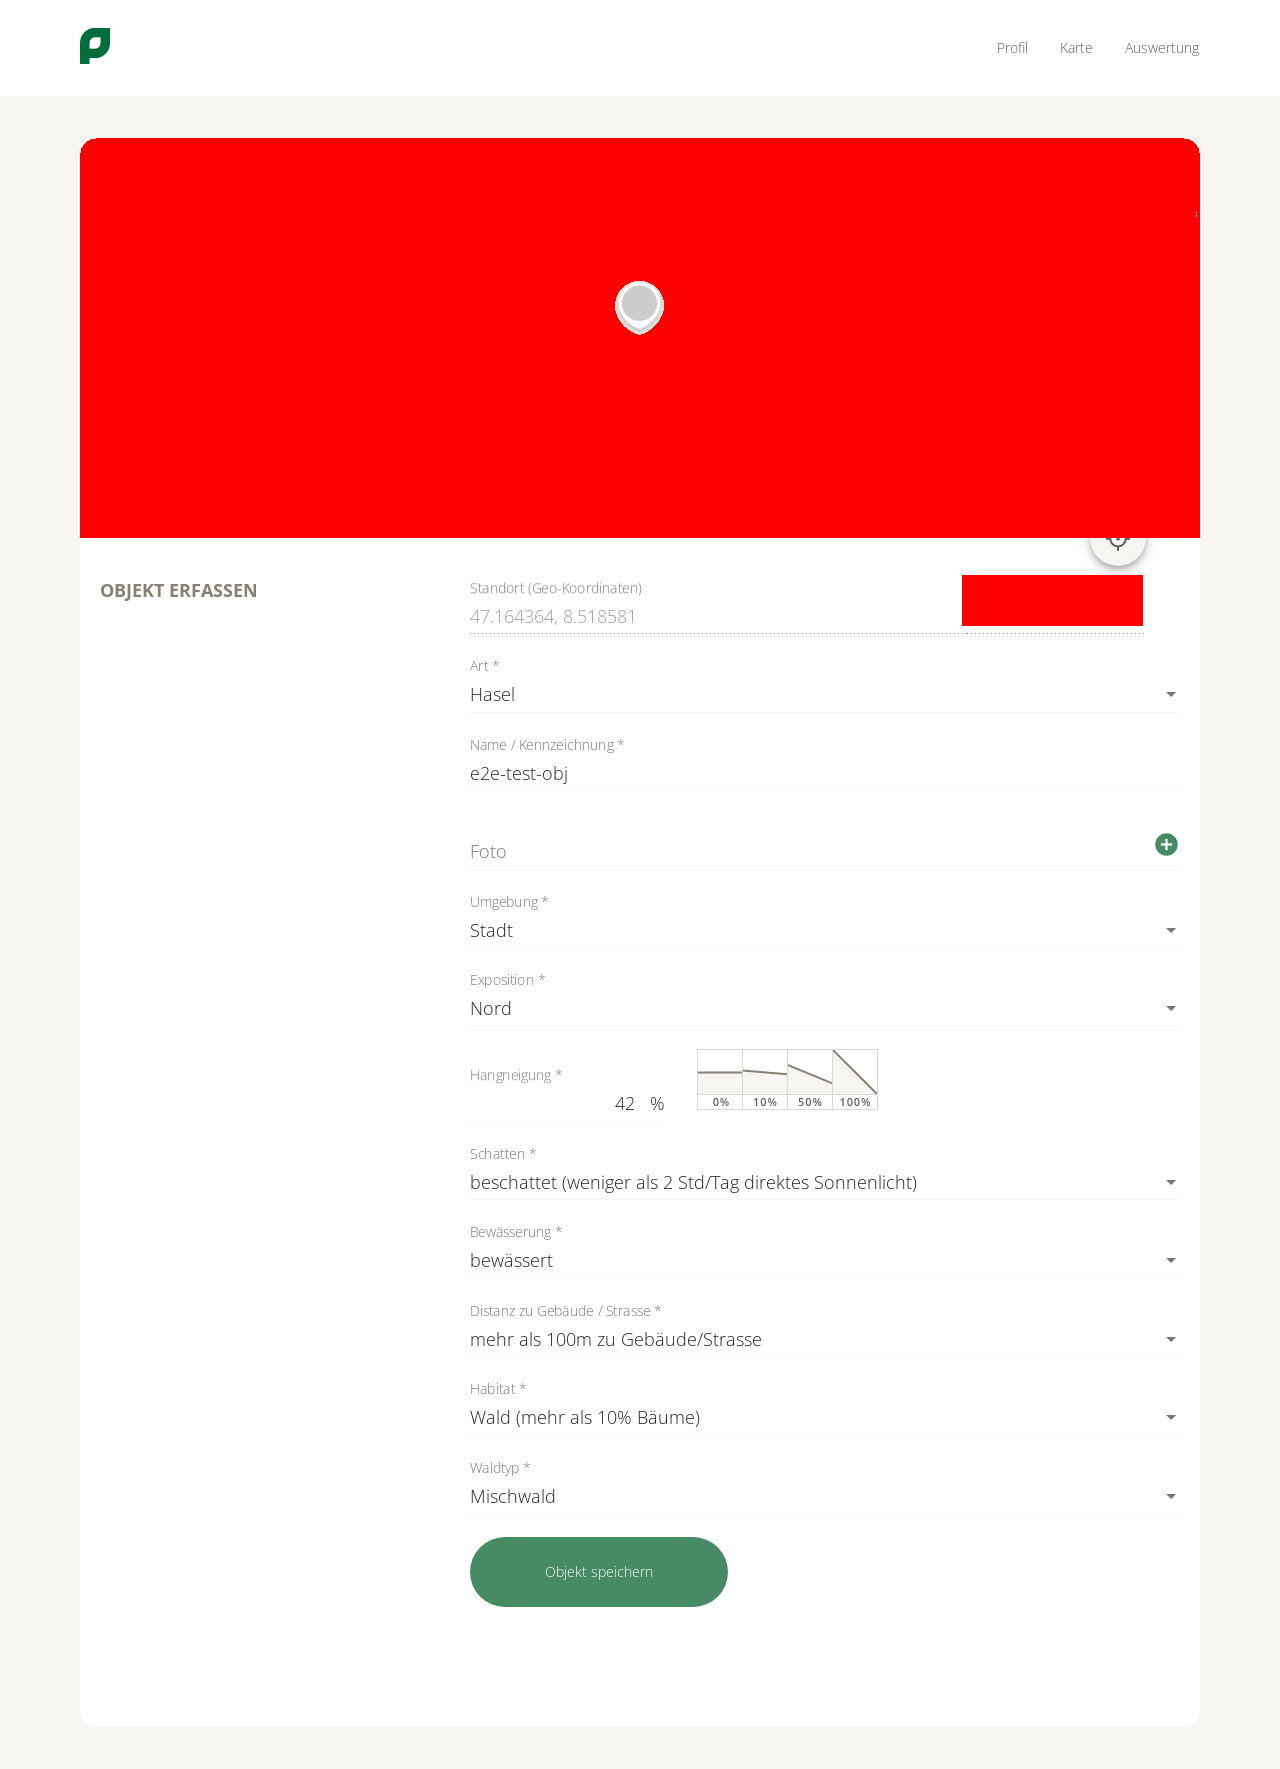 Profil Karte Auswertung
OBJEKT ERFASSEN
Standort (Geo-Koordinaten)
47.164364, 8.518581
Art *
Hasel
Name / Kennzeichnung *
e2e-test-obj
Foto
Umgebung *
Stadt
Exposition *
Nord
Hangneigung *
42 %
0% 10% 50% 100%
Schatten *
beschattet (weniger als 2 Std/Tag direktes Sonnenlicht)
Bewässerung *
bewässert
Distanz zu Gebäude / Strasse *
mehr als 100m zu Gebäude/Strasse
Habitat *
Wald (mehr als 10% Bäume)
Waldtyp *
Mischwald
Objekt speichern